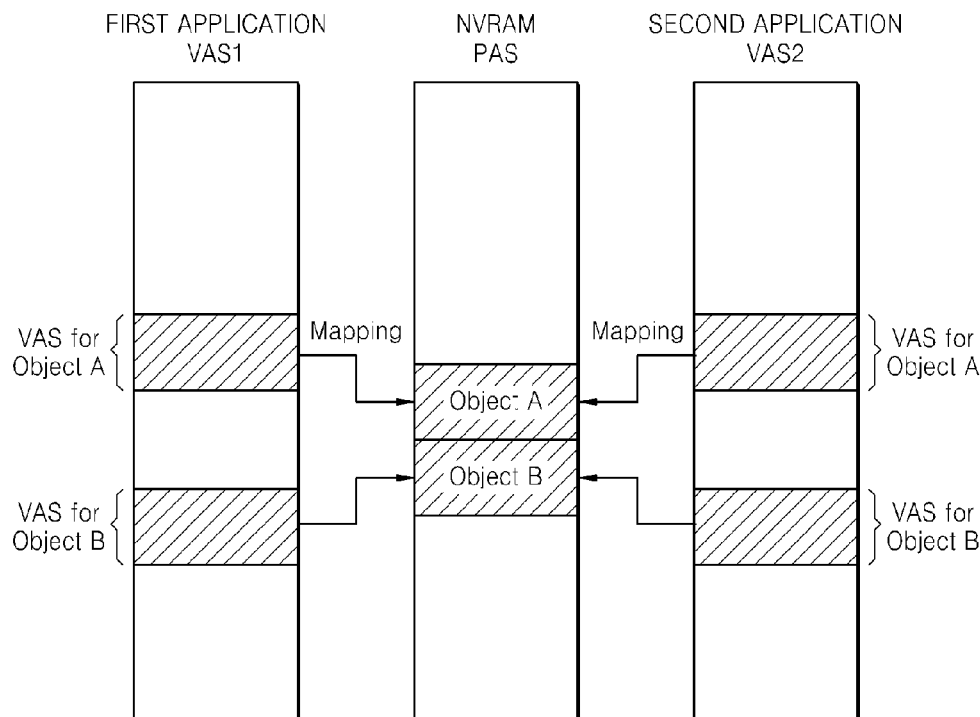 FIRST APPLICATION
VAS1
NVRAM
PAS
SECOND APPLICATION
VAS2
VAS for
Object A
Mapping
Mapping
VAS for
Object A
Object A
Object B
VAS for
Object B
VAS for
Object B